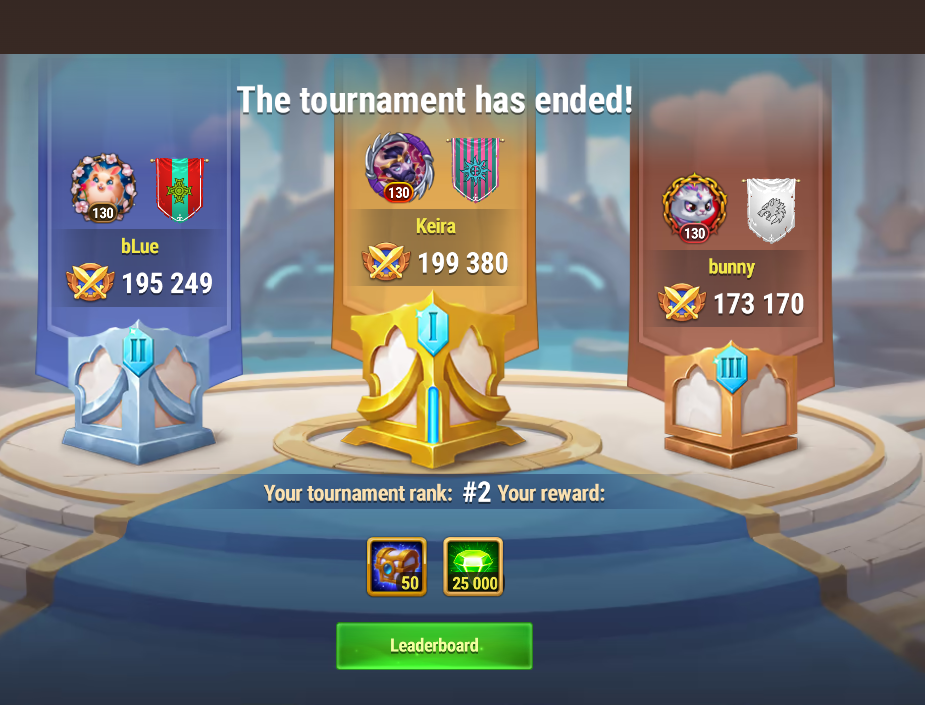 The tournament has ended!
130
bLue
195 249
II
130
Keira
199 380
I
130
bunny
173 170
III
Your tournament rank: #2 Your reward:
50
25 000
Leaderboard